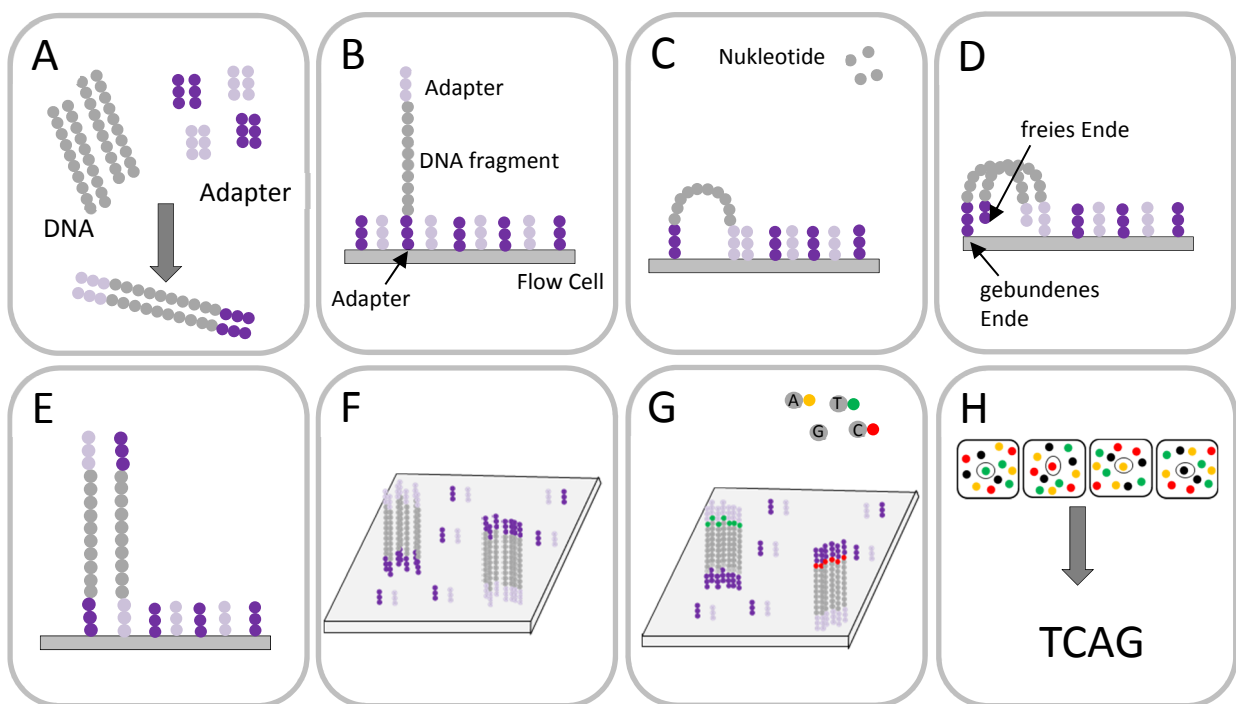 A
DNA
Adapter
B
Adapter
DNA fragment
Adapter
Flow Cell
C
Nukleotide
D
freies Ende
gebundenes
Ende
E
F
G
A
T
G
C
H
TCAG